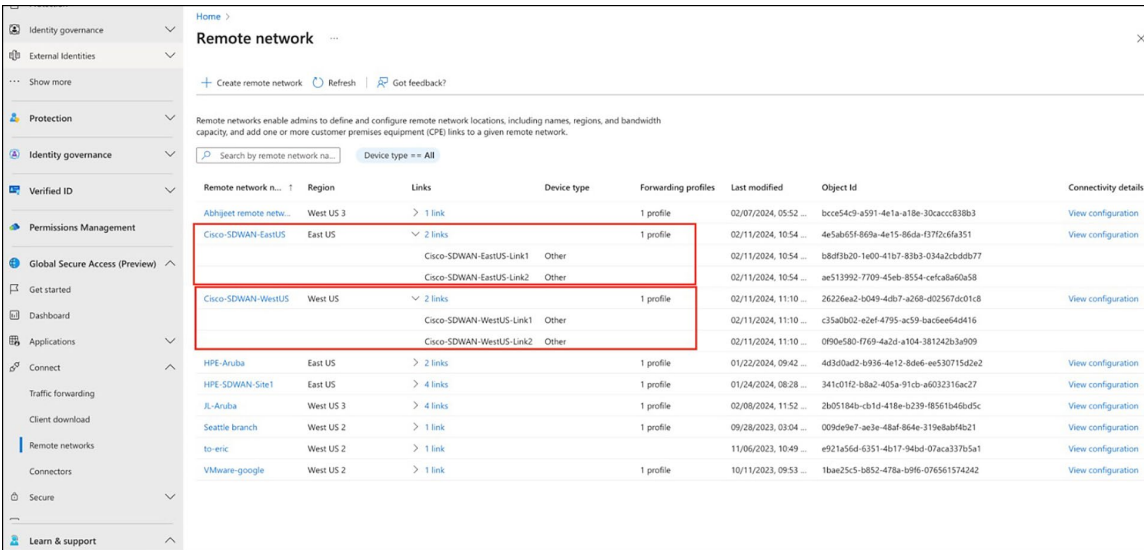 Home >
Remote network ...
Create remote network Refresh Got feedback?
Remote networks enable admins to define and configure remote network locations, including names, regions, and bandwidth
capacity, and add one or more customer premises equipment (CPE) links to a given remote network.
Search by remote network na... Device type == All
Identity governance
External Identities
... Show more
Protection
Identity governance
Verified ID
Permissions Management
Global Secure Access (Preview)
Get started
Dashboard
Applications
Connect
Traffic forwarding
Client download
Remote networks
Connectors
Secure
Learn & support
Remote network n... ↑ Region Links Device type Forwarding profiles Last modified Object Id Connectivity details
Abhijeet remote netw... West US 3 > 1 link 1 profile 02/07/2024, 05:52 ... bcce54c9-a591-4e1a-a18e-30caccc838b3 View configuration
Cisco-SDWAN-EastUS East US 2 links 1 profile 02/11/2024, 10:54 ... 4e5ab65f-869a-4e15-86da-f37f2c6fa351 View configuration
Cisco-SDWAN-EastUS-Link1 Other 02/11/2024, 10:54 ... b8df3b20-1e00-41b7-83b3-034a2cbddb77
Cisco-SDWAN-EastUS-Link2 Other 02/11/2024, 10:54 ... ae513992-7709-45eb-8554-cefca8a60a58
Cisco-SDWAN-WestUS West US 2 links 1 profile 02/11/2024, 11:10 ... 26226ea2-b049-4db7-a268-d02567dc01c8 View configuration
Cisco-SDWAN-WestUS-Link1 Other 02/11/2024, 11:10 ... c35a0b02-e2ef-4795-ac59-bac6ee64d416
Cisco-SDWAN-WestUS-Link2 Other 02/11/2024, 11:10 ... 0f90e580-f769-4a2d-a104-381242b3a909
HPE-Aruba East US > 2 links 1 profile 01/22/2024, 09:42 ... 4d3d0ad2-b936-4e12-8de6-ee530715d2e2 View configuration
HPE-SDWAN-Site1 East US > 4 links 1 profile 01/24/2024, 08:28 ... 341c01f2-b8a2-405a-91cb-a6032316ac27 View configuration
JL-Aruba West US 3 > 4 links 1 profile 02/08/2024, 11:52 ... 2b05184b-cb1d-418e-b239-f8561b46bd5c View configuration
Seattle branch West US 2 > 1 link 1 profile 09/28/2023, 03:04 ... 009de9e7-ae3e-48af-864e-319e8abf4b21 View configuration
to-eric West US 2 > 1 link 11/06/2023, 10:49 ... e921a56d-6351-4b17-94bd-07aca337b5a1 View configuration
VMware-google West US 2 > 1 link 1 profile 10/11/2023, 09:53 ... 1bae25c5-b852-478a-b9f6-076561574242 View configuration